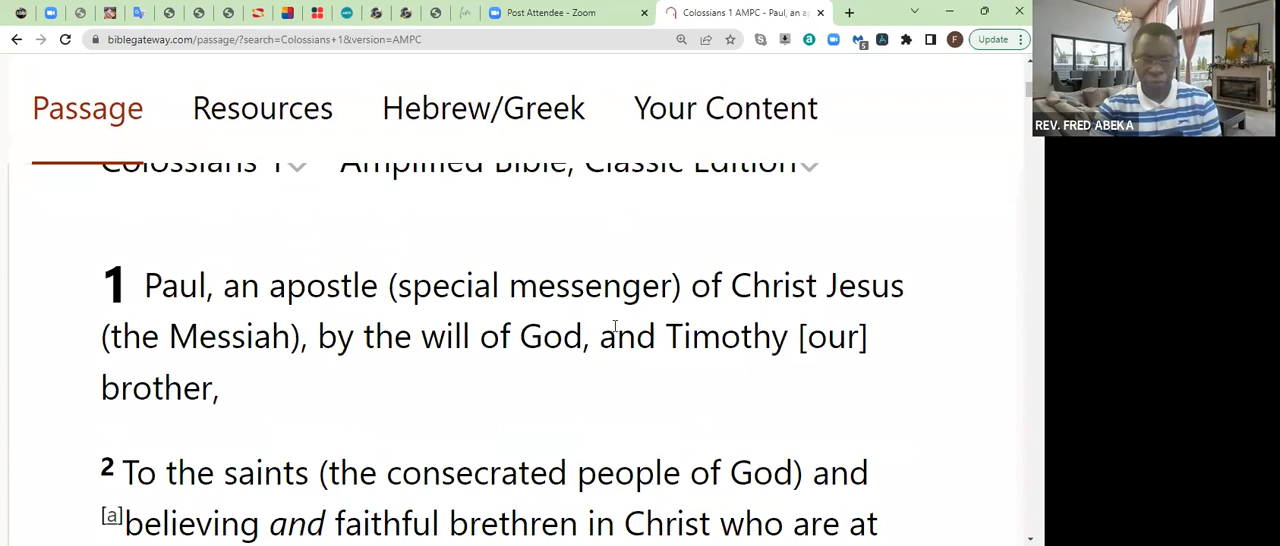 Post Attendee - Zoom
Colossians 1 AMPC - Paul, an a
biblegateway.com/passage/?search=Colossians+1&version=AMPC
5
F
Update
REV. FRED ABEKA
Passage Resources Hebrew/Greek Your Content
Colossians 1 Amplified Bible, Classic Edition
1 Paul, an apostle (special messenger) of Christ Jesus
(the Messiah), by the will of God, and Timothy [our]
brother,
2 To the saints (the consecrated people of God) and
[a]believing and faithful brethren in Christ who are at